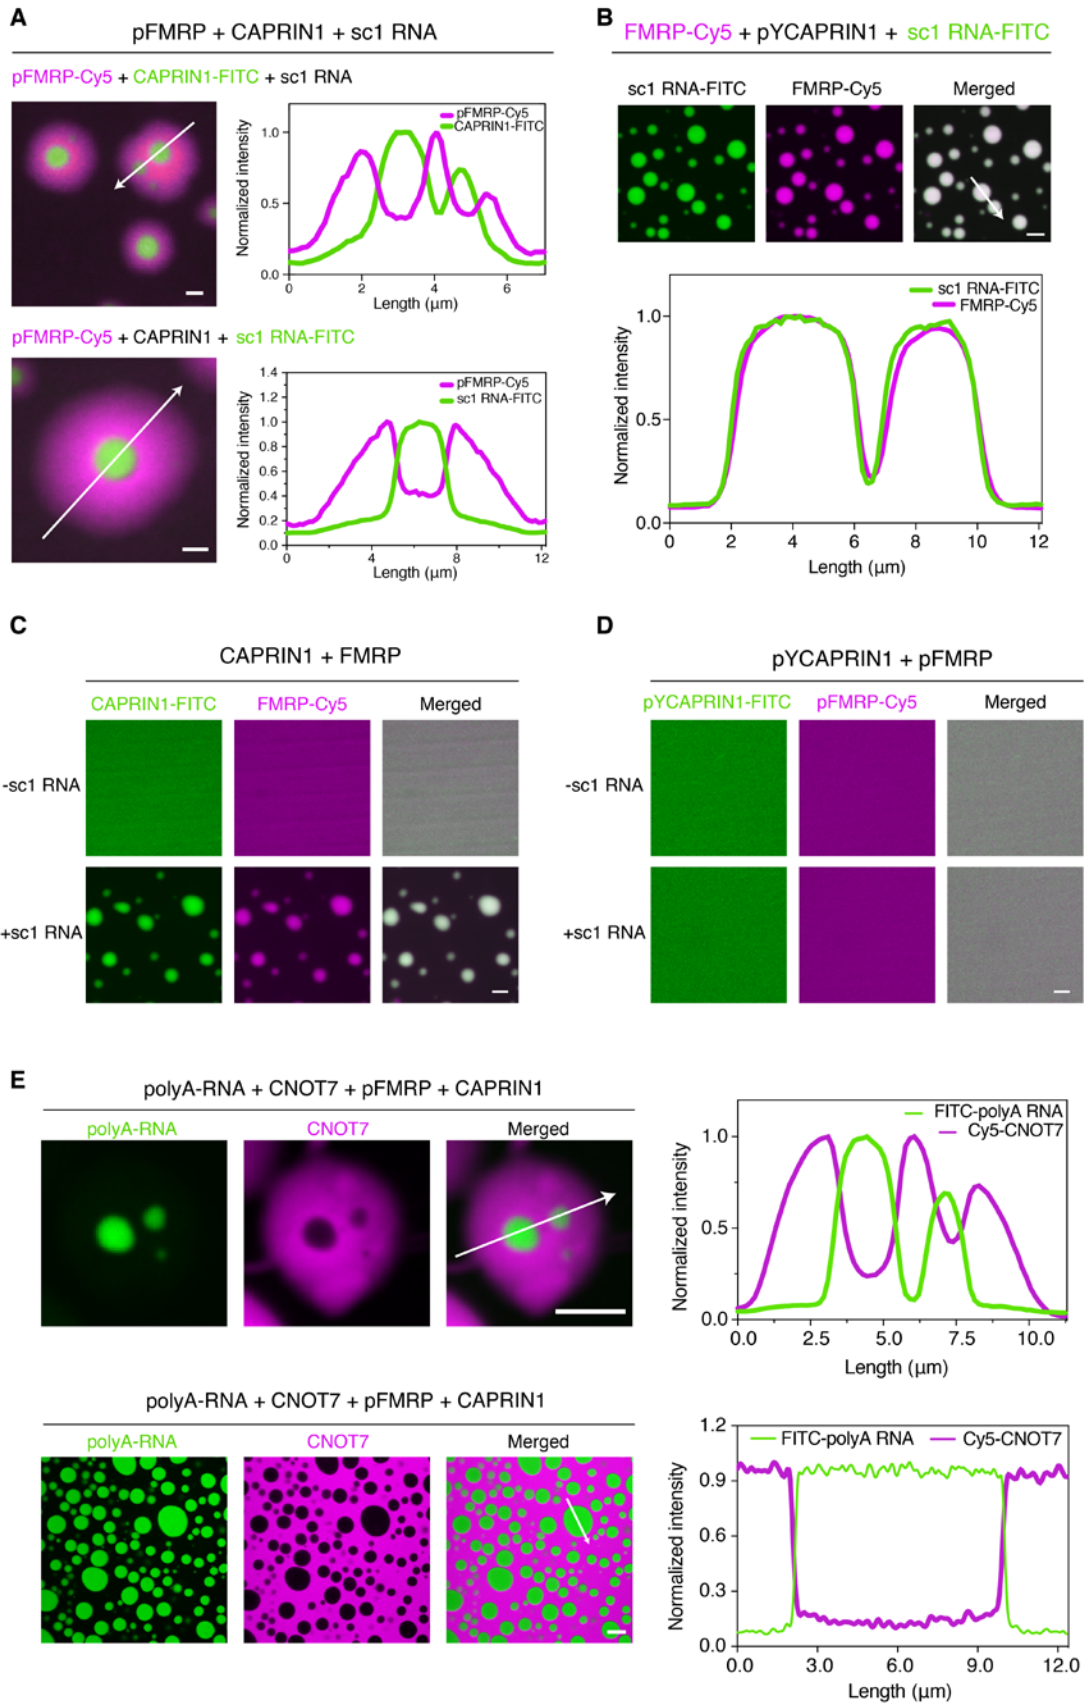 A
pFMRP + CAPRIN1 + sc1 RNA
pFMRP-Cy5 + CAPRIN1-FITC + sc1 RNA
Normalized intensity
1.0
0.5
0.0
0 2 4 6
Length (μm)
pFMRP-Cy5
CAPRIN1-FITC
pFMRP-Cy5 + CAPRIN1 + sc1 RNA-FITC
Normalized intensity
1.4
1.2
1.0
0.8
0.6
0.4
0.2
0.0
0 4 8 12
Length (μm)
pFMRP-Cy5
sc1 RNA-FITC
B
FMRP-Cy5 + pYCAPRIN1 + sc1 RNA-FITC
sc1 RNA-FITC FMRP-Cy5 Merged
sc1 RNA-FITC
FMRP-Cy5
Normalized intensity
1.0
0.5
0.0
0 2 4 6 8 10 12
Length (μm)
C
CAPRIN1 + FMRP
CAPRIN1-FITC FMRP-Cy5 Merged
-sc1 RNA
+sc1 RNA
D
pYCAPRIN1 + pFMRP
pYCAPRIN1-FITC pFMRP-Cy5 Merged
-sc1 RNA
+sc1 RNA
E
polyA-RNA + CNOT7 + pFMRP + CAPRIN1
polyA-RNA CNOT7 Merged
FITC-polyA RNA
Cy5-CNOT7
Normalized intensity
1.0
0.5
0.0
0.0 2.5 5.0 7.5 10.0
Length (μm)
polyA-RNA + CNOT7 + pFMRP + CAPRIN1
polyA-RNA CNOT7 Merged
FITC-polyA RNA Cy5-CNOT7
Normalized intensity
1.2
0.9
0.6
0.3
0.0
0.0 3.0 6.0 9.0 12.0
Length (μm)